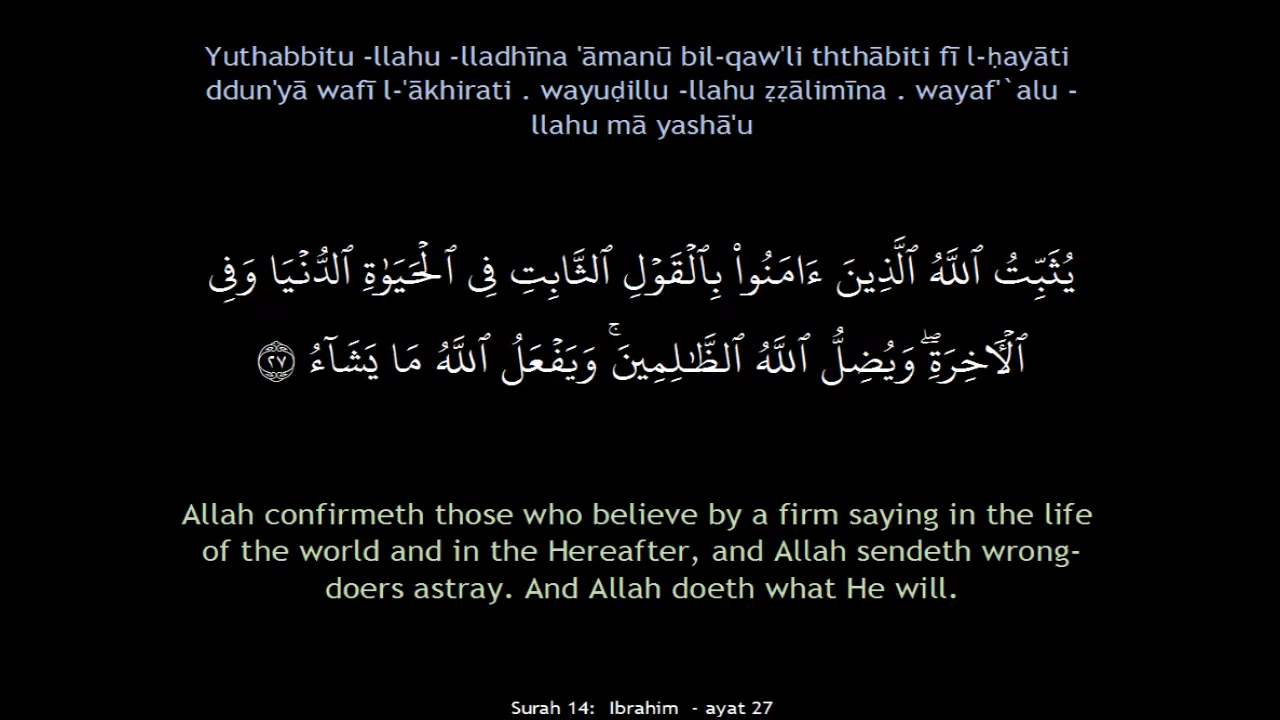 Yuthabbitu -llahu -lladhīna 'āmanū bil-qaw'li ththābiti fī l-ḥayāti
ddun'yā wafī l-'ākhirati . wayuḍillu -llahu ẓẓālimīna . wayaf'`alu -
llahu mā yashā'u
يُثَبِّتُ ٱللَّهُ ٱلَّذِينَ ءَامَنُوا۟ بِٱلْقَوْلِ ٱلثَّابِتِ فِى ٱلْحَيَوٰةِ ٱلدُّنْيَا وَفِى
ٱلْـَٔاخِرَةِ ۖ وَيُضِلُّ ٱللَّهُ ٱلظَّـٰلِمِينَ ۚ وَيَفْعَلُ ٱللَّهُ مَا يَشَآءُ ٢٧
Allah confirmeth those who believe by a firm saying in the life
of the world and in the Hereafter, and Allah sendeth wrong-
doers astray. And Allah doeth what He will.
Surah 14: Ibrahim - ayat 27